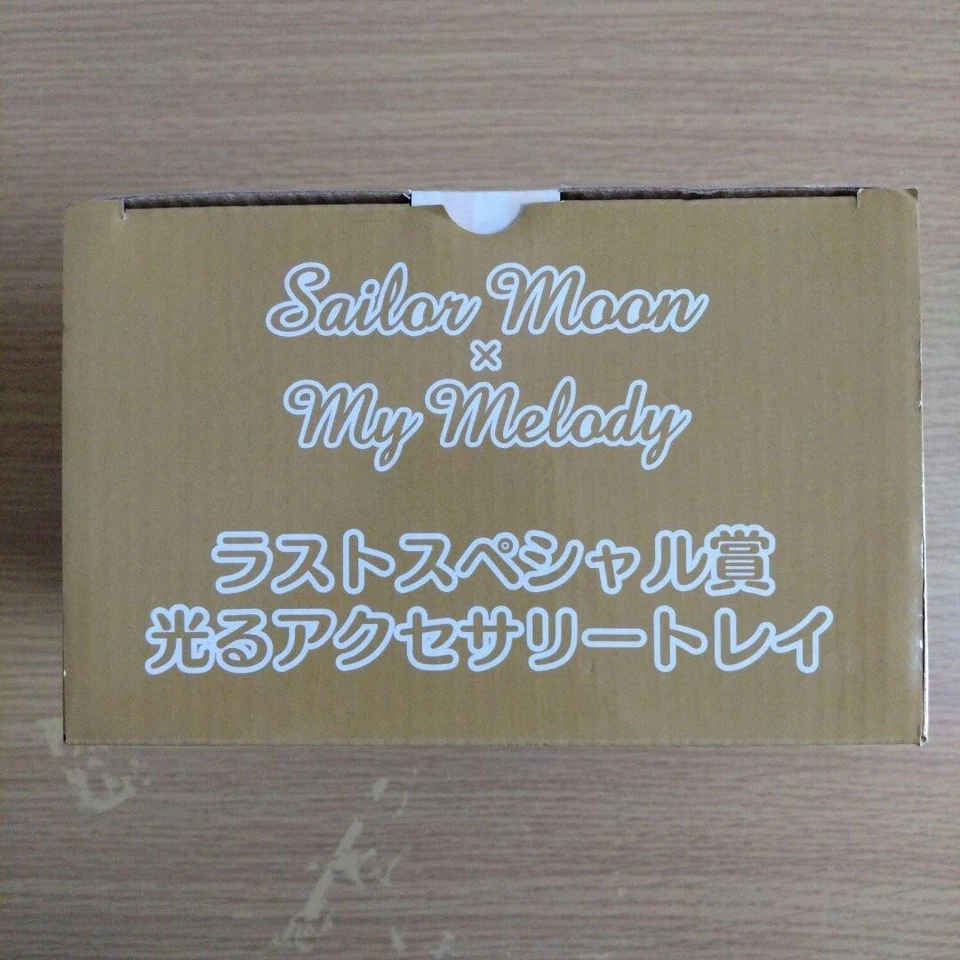 Sailor Moon
×
My Melody
ラストスペシャル賞
光るアクセサリートレイ